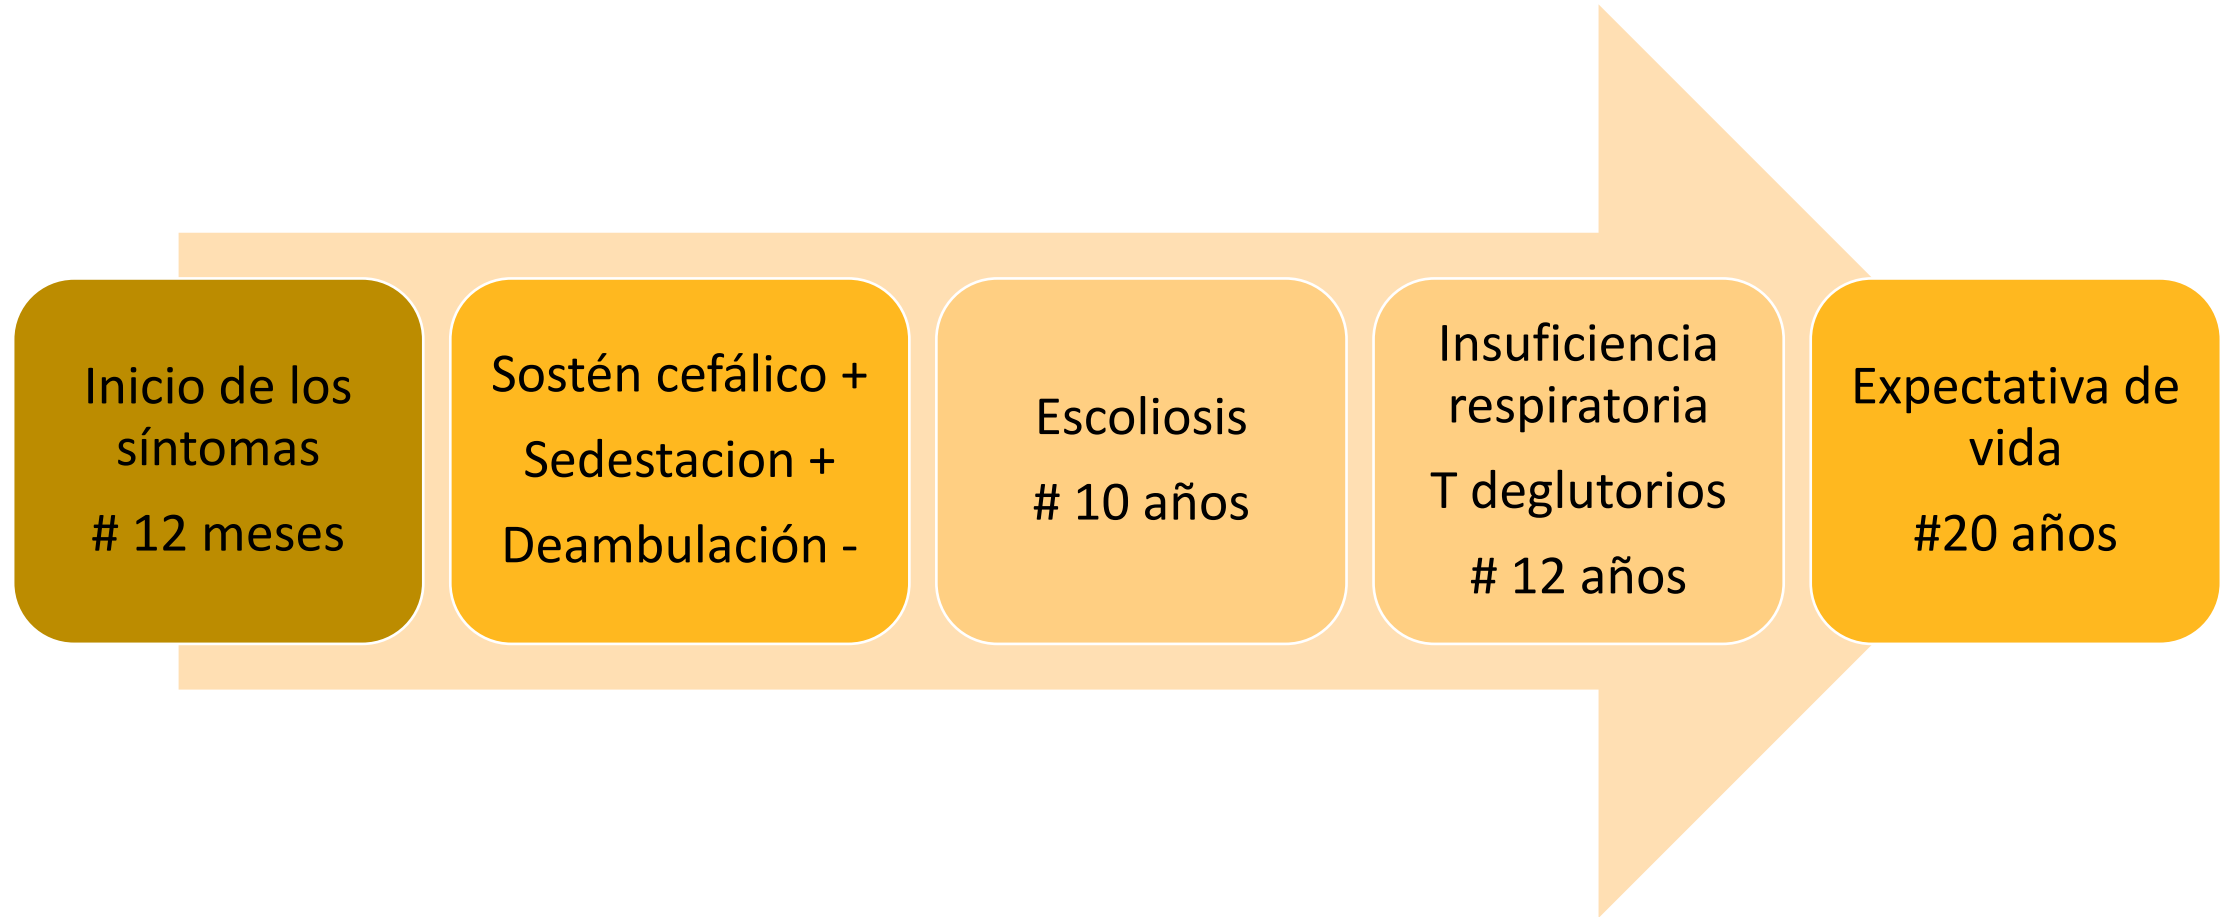 Inicio de los
síntomas
# 12 meses
Sostén cefálico +
Sedestacion +
Deambulación -
Escoliosis
# 10 años
Insuficiencia
respiratoria
T deglutorios
# 12 años
Expectativa de
vida
#20 años